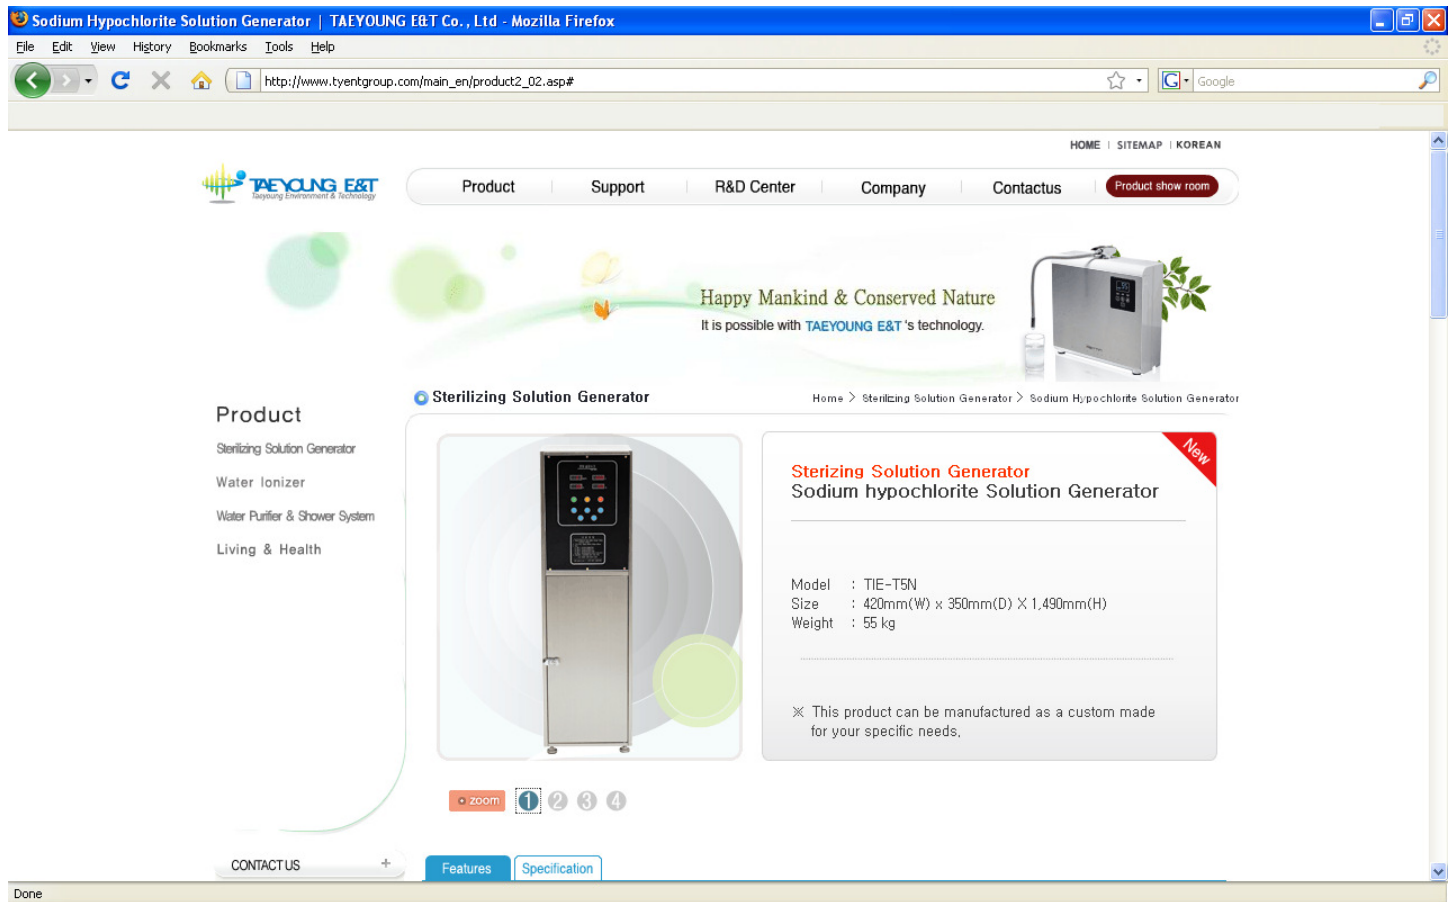 Sodium Hypochlorite Solution Generator | TAEYOUNG E&T Co., Ltd - Mozilla Firefox
File Edit View History Bookmarks Tools Help
http://www.tyentgroup.com/main_en/product2_02.asp#
G Google
HOME | SITEMAP | KOREAN
TAEYOUNG E&T
Taeyoung Environment & Technology
Product Support R&D Center Company Contactus Product show room
Happy Mankind & Conserved Nature
It is possible with TAEYOUNG E&T 's technology.
Sterilizing Solution Generator
Home > Sterilizing Solution Generator > Sodium Hypochlorite Solution Generator
Product
Sterilizing Solution Generator
Water Ionizer
Water Purifier & Shower System
Living & Health
New
Sterizing Solution Generator
Sodium hypochlorite Solution Generator
Model : TIE-T5N
Size : 420mm(W) x 350mm(D) X 1,490mm(H)
Weight : 55 kg
※ This product can be manufactured as a custom made
for your specific needs.
zoom 1 2 3 4
CONTACT US +
Features Specification
Done